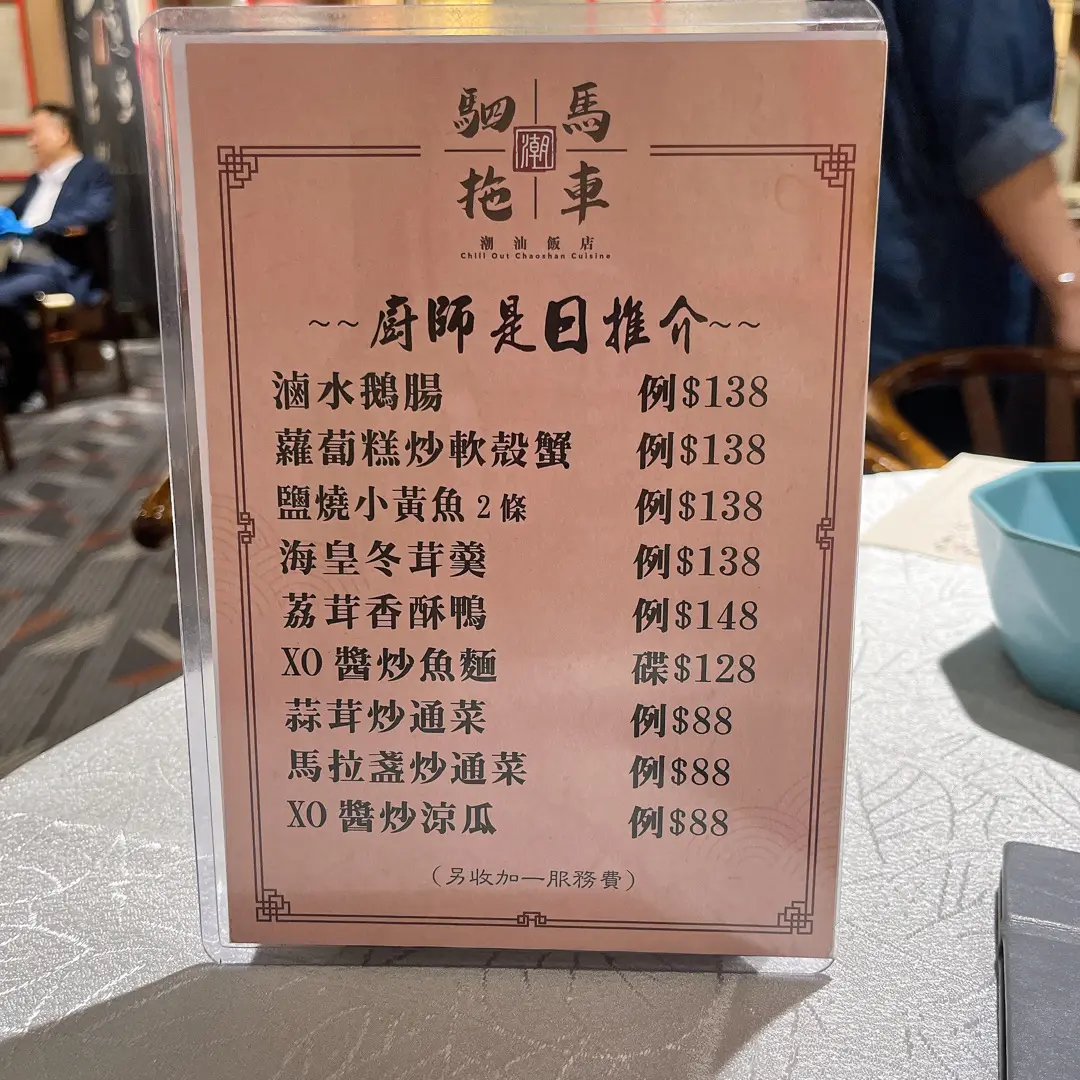 駟馬
潮
拖車
潮汕飯店
Chill Out Chaoshan Cuisine
~~廚師是日推介~~
滷水鵝腸 例$138
蘿蔔糕炒軟殼蟹 例$138
鹽燒小黃魚2條 例$138
海皇冬茸羹 例$138
荔茸香酥鴨 例$148
XO醬炒魚麵 碟$128
蒜茸炒通菜 例$88
馬拉盞炒通菜 例$88
XO醬炒涼瓜 例$88
(另收加一服務費)